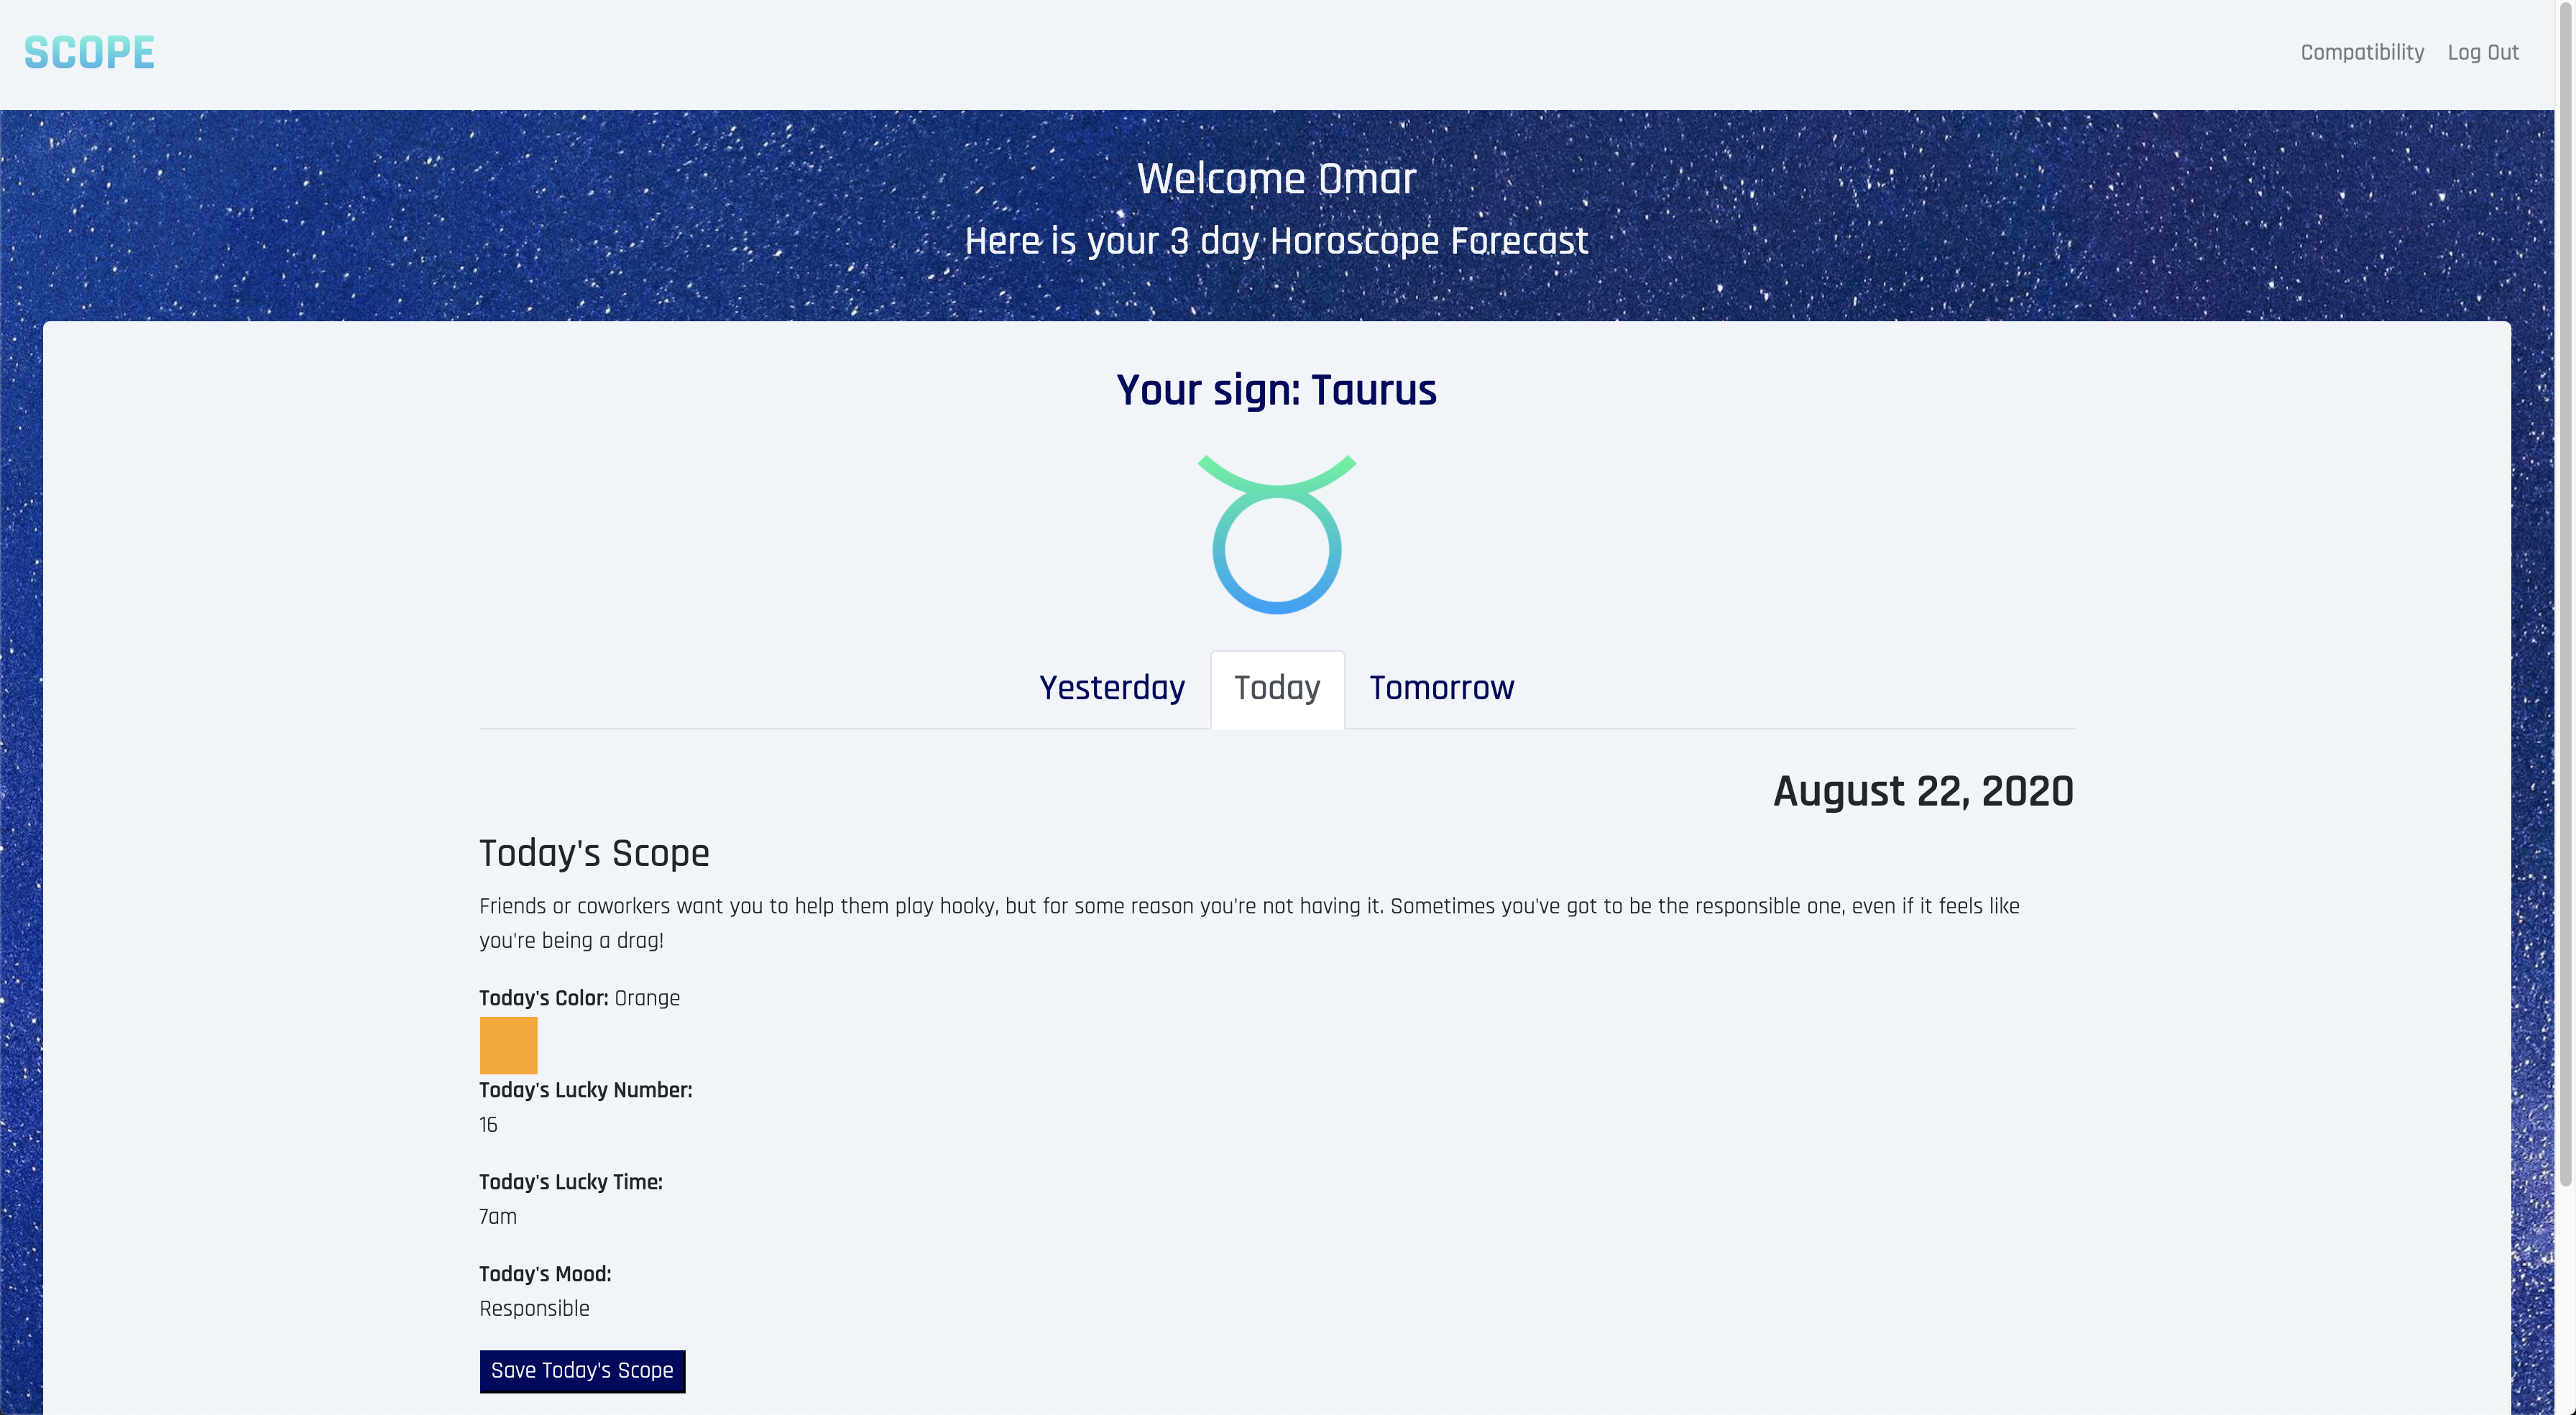 SCOPE
Compatibility Log Out
Welcome Omar
Here is your 3 day Horoscope Forecast
Your sign: Taurus
Yesterday Today Tomorrow
August 22, 2020
Today's Scope
Friends or coworkers want you to help them play hooky, but for some reason you're not having it. Sometimes you've got to be the responsible one, even if it feels like
you're being a drag!
Today's Color: Orange
Today's Lucky Number:
16
Today's Lucky Time:
7am
Today's Mood:
Responsible
Save Today's Scope